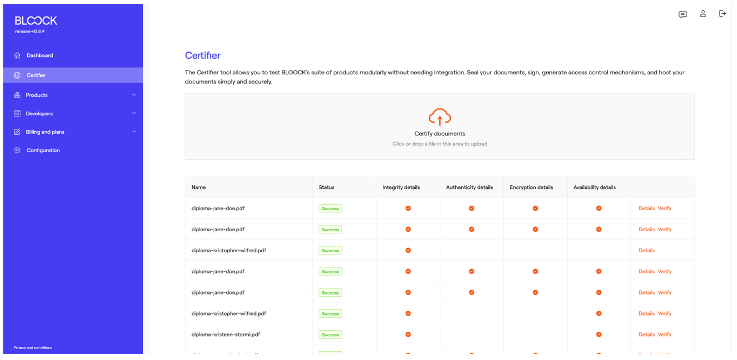 BLOOCK
release-v0.8.4
Dashboard
Certifier
Products
Developers
Billing and plans
Configuration
Privacy and conditions
Certifier
The Certifier tool allows you to test BLOOCK's suite of products modularly without needing integration. Seal your documents, sign, generate access control mechanisms, and host your
documents simply and securely.
Certify documents
Click or drop a file in this area to upload
Name Status Integrity details Authenticity details Encryption details Availability details
diploma-jane-doe.pdf Success Details Verify
diploma-jane-doe.pdf Success Details Verify
diploma-kristopher-wilfred.pdf Success Details
diploma-jane-doe.pdf Success Details Verify
diploma-jane-doe.pdf Success Details Verify
diploma-kristopher-wilfred.pdf Success Details Verify
diploma-kristeen-stormi.pdf Success Details Verify